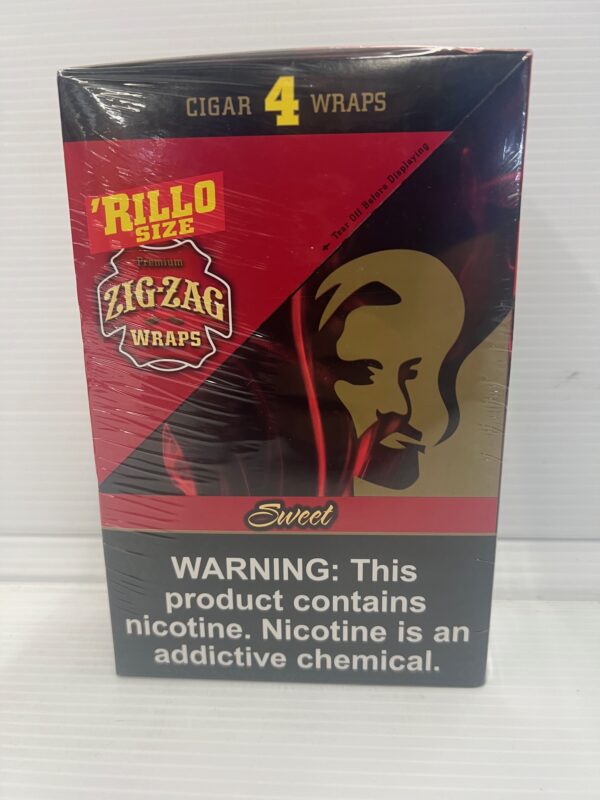 CIGAR 4 WRAPS
← Tear Off Before Displaying
'RILLO
SIZE
Premium
ZIG-ZAG
WRAPS
Sweet
WARNING: This
product contains
nicotine. Nicotine is an
addictive chemical.